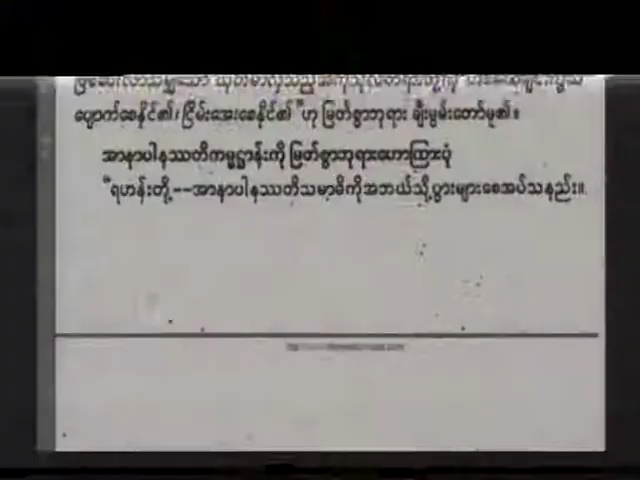 ပျောက်စေနိုင်၏၊ ငြိမ်းအေးစေနိုင်၏ "ဟု မြတ်စွာဘုရား ချီးမွမ်းတော်မူ၏။
အာနာပါနဿတိကမ္မဋ္ဌာန်းကို မြတ်စွာဘုရားဟောကြားပုံ
"ရဟန်းတို့--အာနာပါနဿတိသမာဓိကိုအဘယ်သို့ပွားများစေအပ်သနည်း။